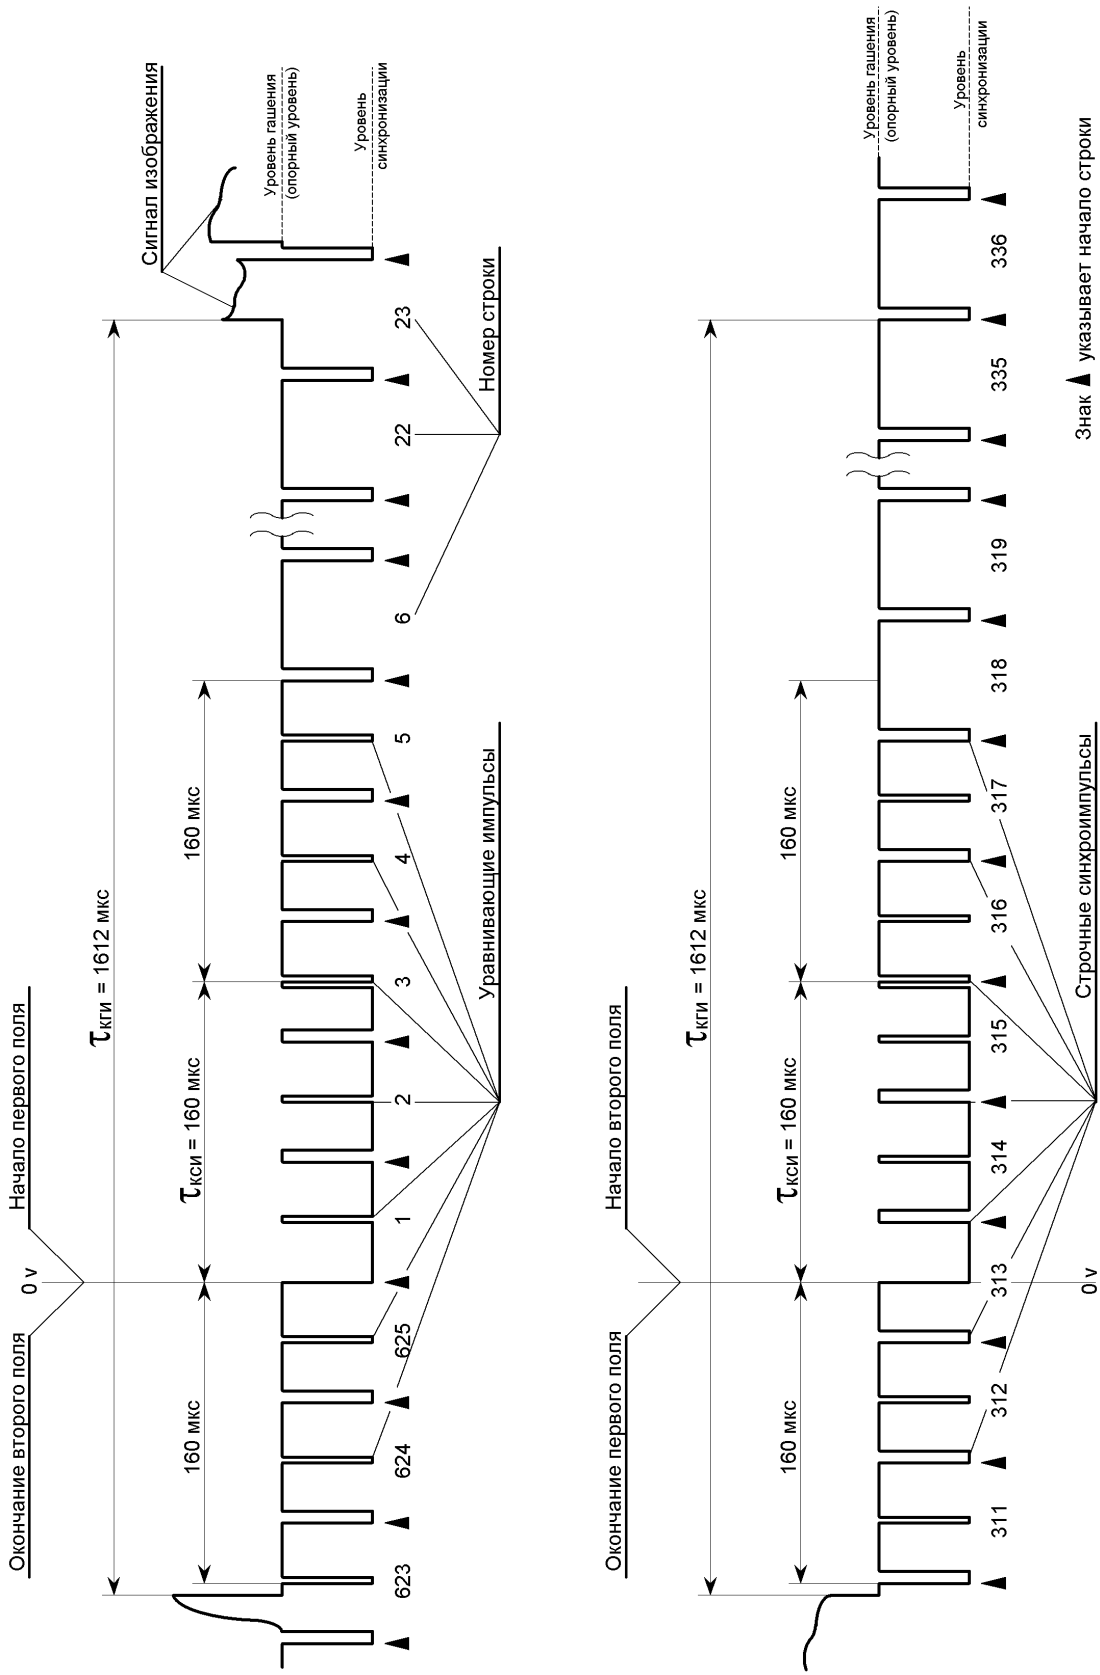 Окончание второго поля
0 v
Начало первого поля
τкги = 1612 мкс
Сигнал изображения
160 мкс
τкси = 160 мкс
160 мкс
Уровень гашения
(опорный уровень)
Уровень
синхронизации
623
624
625
1
2
3
4
5
6
22
23
Уравнивающие импульсы
Номер строки
Окончание первого поля
Начало второго поля
τкги = 1612 мкс
160 мкс
τкси = 160 мкс
160 мкс
Уровень гашения
(опорный уровень)
Уровень
синхронизации
311
312
313
314
315
316
317
318
319
335
336
0 v
Строчные синхроимпульсы
Знак ▲ указывает начало строки